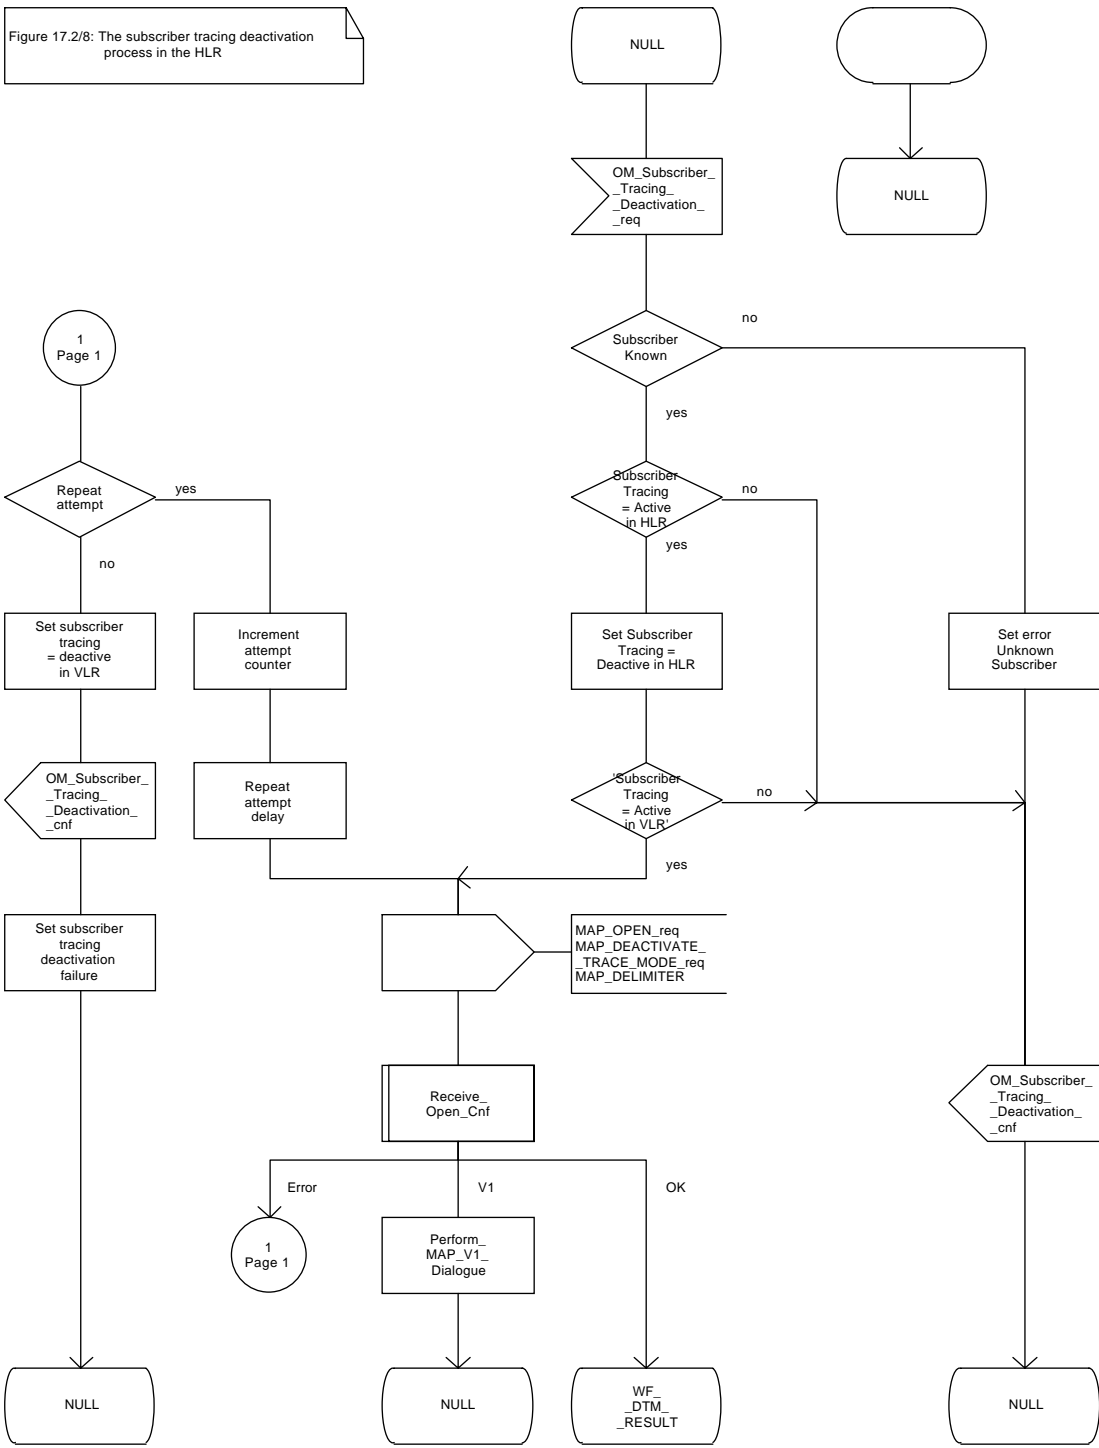 Figure 17.2/8: The subscriber tracing deactivation
process in the HLR
NULL
OM_Subscriber_
_Tracing_
_Deactivation_
_req
NULL
1
Page 1
Subscriber
Known
no
yes
Repeat
attempt
yes
no
Subscriber
Tracing
= Active
in HLR
no
yes
Set subscriber
tracing
= deactive
in VLR
Increment
attempt
counter
Set Subscriber
Tracing =
Deactive in HLR
Set error
Unknown
Subscriber
OM_Subscriber_
_Tracing_
_Deactivation_
_cnf
Repeat
attempt
delay
'Subscriber
Tracing
= Active
in VLR'
no
yes
Set subscriber
tracing
deactivation
failure
MAP_OPEN_req
MAP_DEACTIVATE_
_TRACE_MODE_req
MAP_DELIMITER
Receive_
Open_Cnf
OM_Subscriber_
_Tracing_
_Deactivation_
_cnf
Error
V1
OK
1
Page 1
Perform_
MAP_V1_
Dialogue
NULL
NULL
WF_
_DTM_
_RESULT
NULL